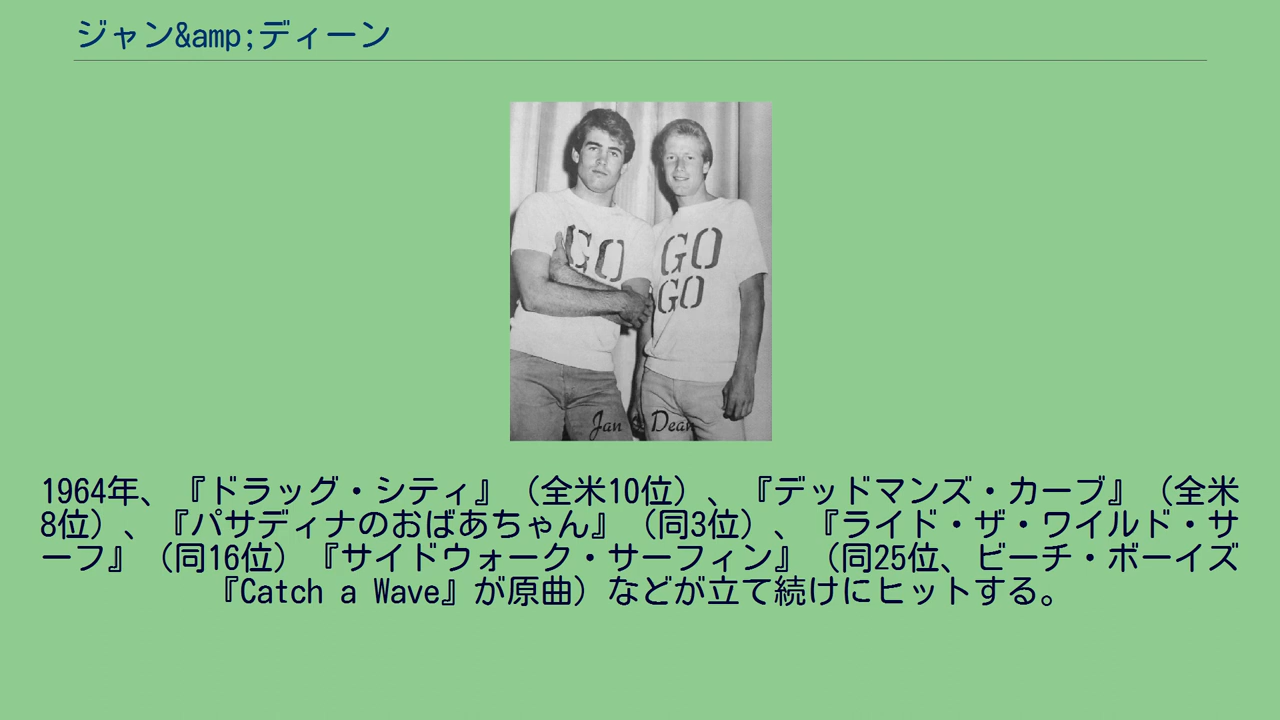 ジャン&amp;ディーン
GO
GO
GO
Jan & Dean
1964年、『ドラッグ・シティ』（全米10位）、『デッドマンズ・カーブ』（全米
8位）、『パサディナのおばあちゃん』（同3位）、『ライド・ザ・ワイルド・サ
ーフ』（同16位）『サイドウォーク・サーフィン』（同25位、ビーチ・ボーイズ
『Catch a Wave』が原曲）などが立て続けにヒットする。